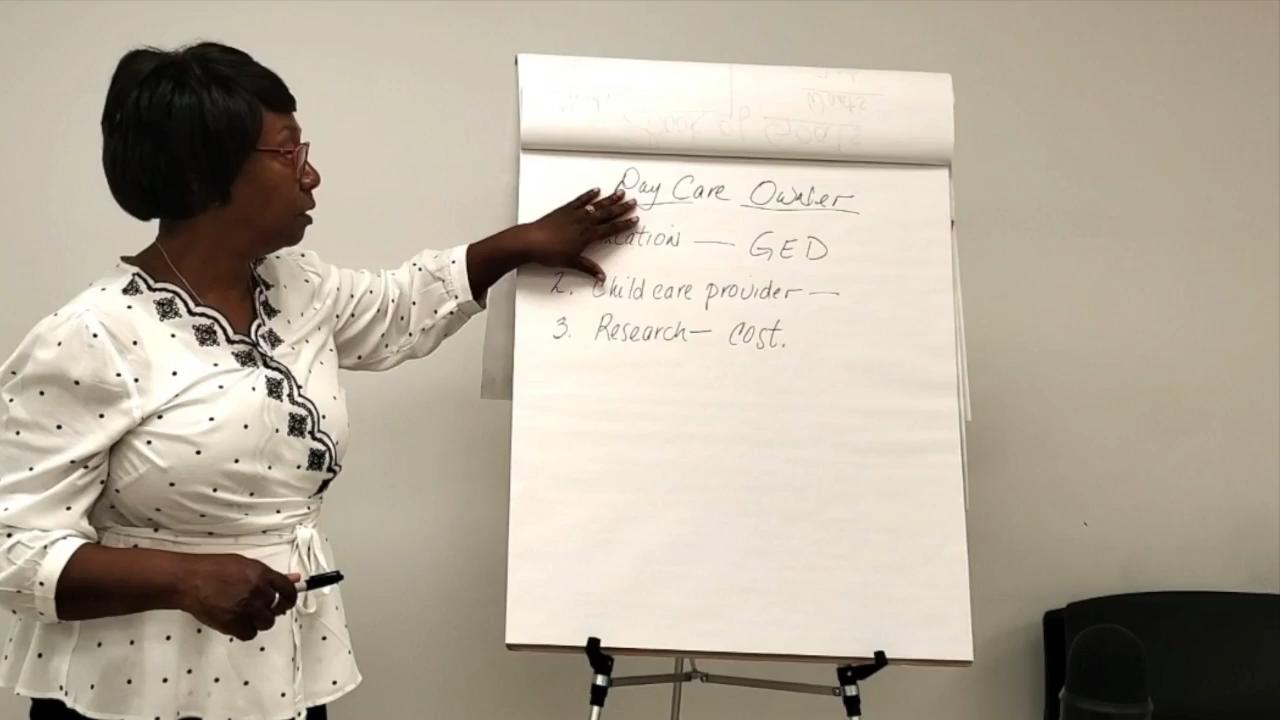 Day Care Owner
GED
2. Child care provider —
3. Research — cost.